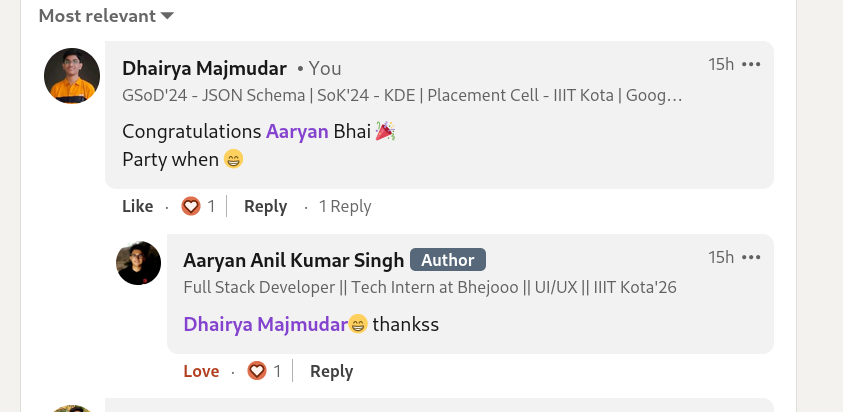 Most relevant
Dhairya Majmudar • You
15h
GSoD'24 - JSON Schema | SoK'24 - KDE | Placement Cell - IIIT Kota | Goog…
Congratulations Aaryan Bhai 🎉
Party when 😁
Like · 1 | Reply · 1 Reply
Aaryan Anil Kumar Singh Author
15h
Full Stack Developer || Tech Intern at Bhejooo || UI/UX || IIIT Kota'26
Dhairya Majmudar😁 thankss
Love · 1 | Reply